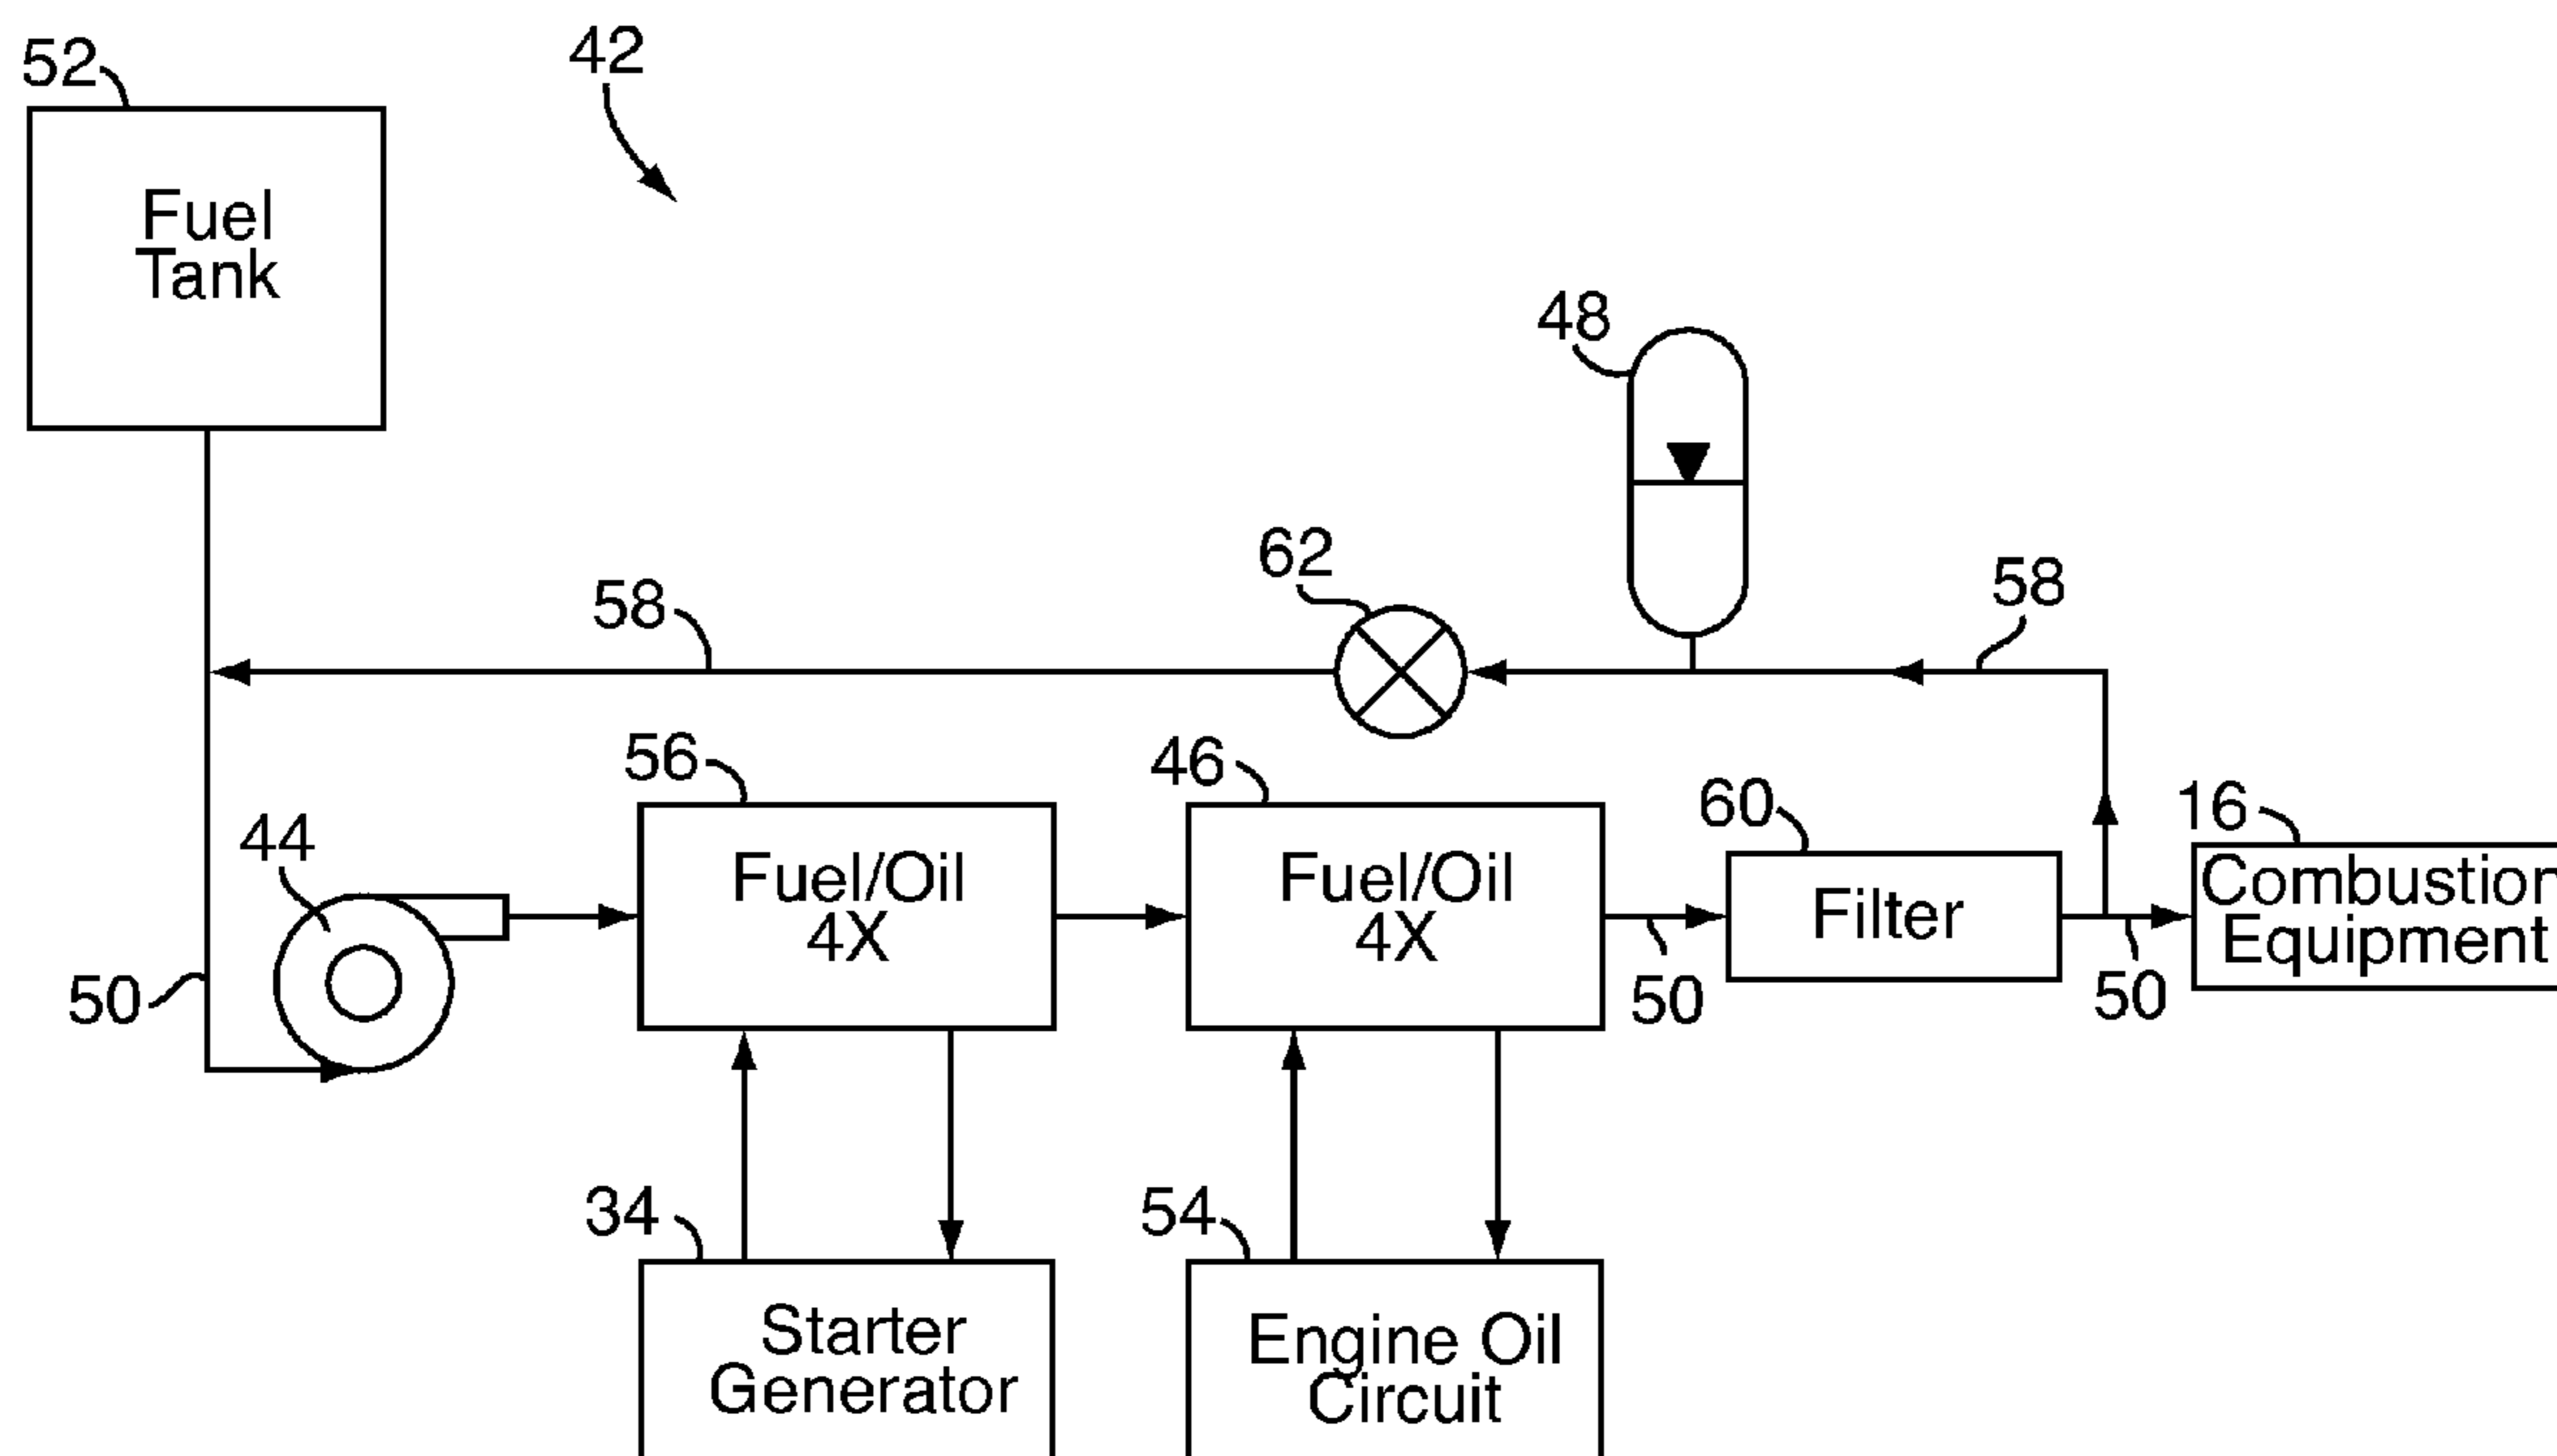 52
42
Fuel
Tank
48
62
58
58
56
46
60
16
44
Fuel/Oil
4X
Fuel/Oil
4X
Filter
Combustion
Equipment
50
50
50
34
54
Starter
Generator
Engine Oil
Circuit